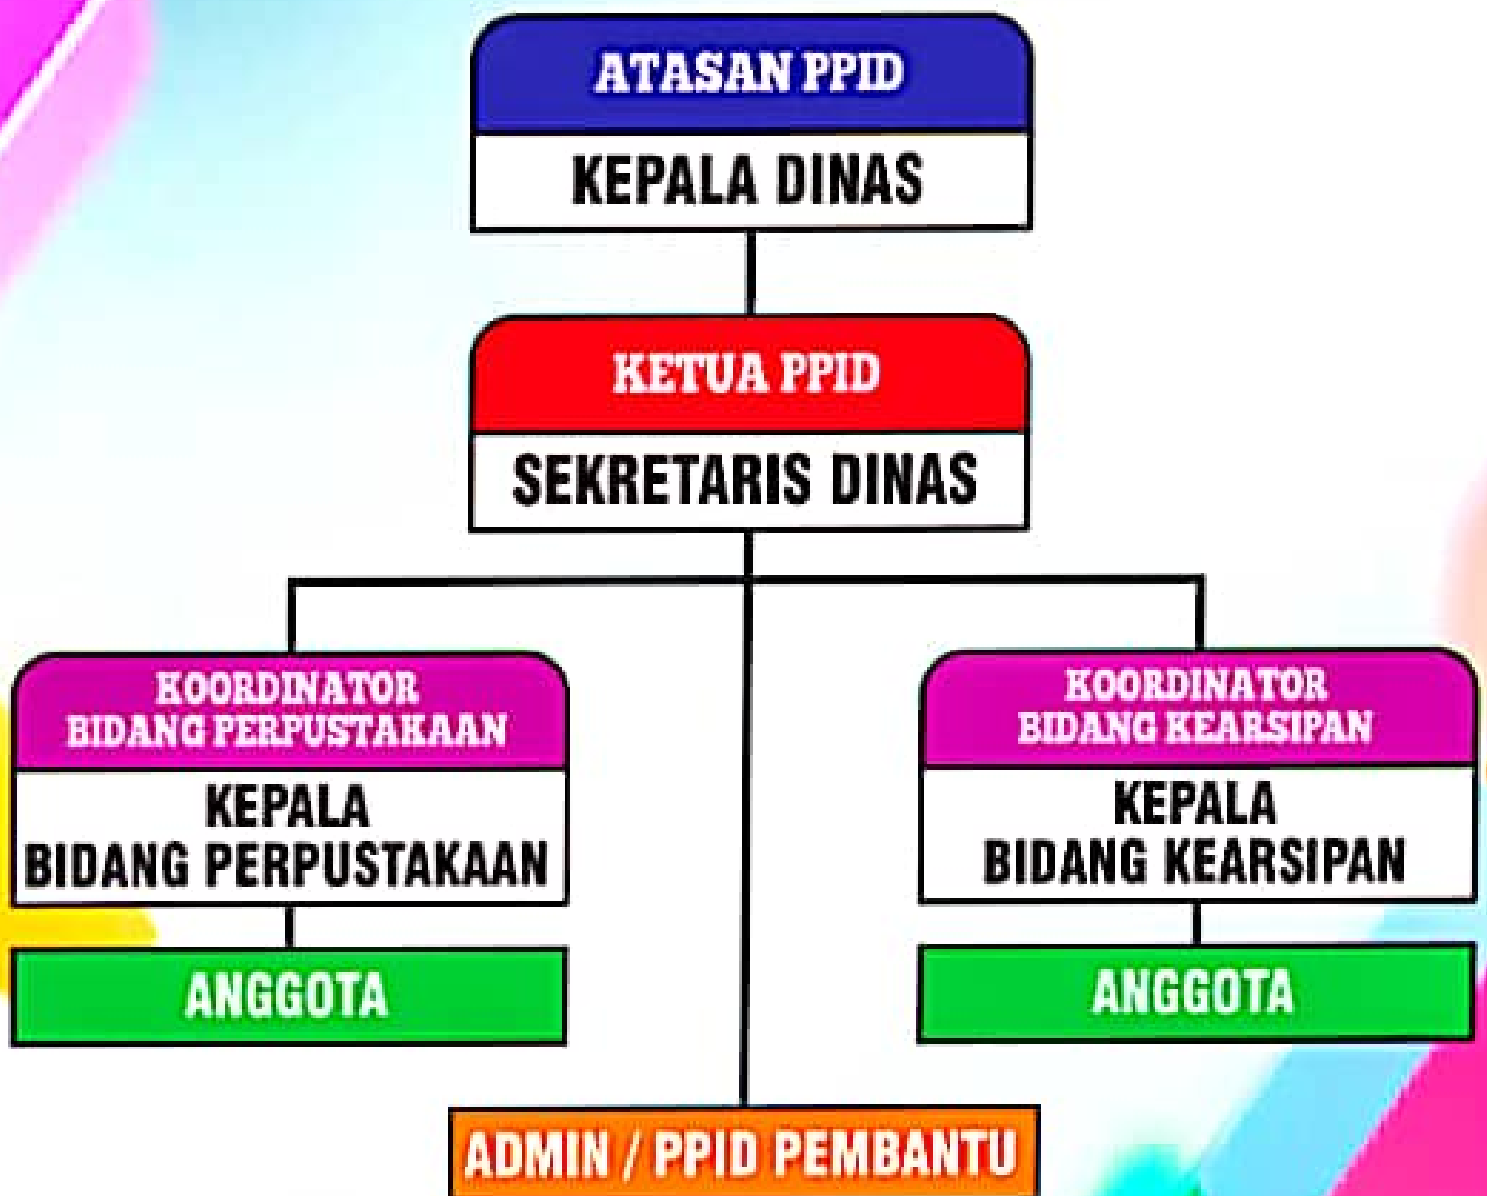 ATASAN PPID
KEPALA DINAS
KETUA PPID
SEKRETARIS DINAS
KOORDINATOR
BIDANG PERPUSTAKAAN
KEPALA
BIDANG PERPUSTAKAAN
ANGGOTA
KOORDINATOR
BIDANG KEARSIPAN
KEPALA
BIDANG KEARSIPAN
ANGGOTA
ADMIN / PPID PEMBANTU